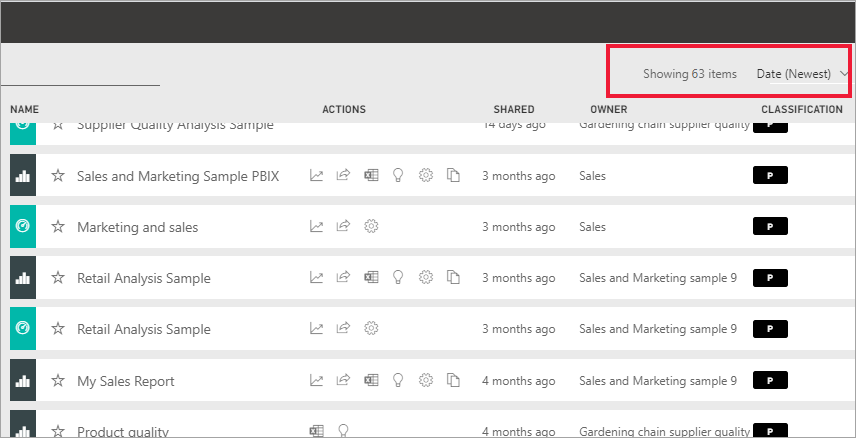 Showing 63 items Date (Newest)
NAME ACTIONS SHARED OWNER CLASSIFICATION
Supplier Quality Analysis Sample 14 days ago Gardening chain supplier quality P
Sales and Marketing Sample PBIX 3 months ago Sales P
Marketing and sales 3 months ago Sales P
Retail Analysis Sample 3 months ago Sales and Marketing sample 9 P
Retail Analysis Sample 3 months ago Sales and Marketing sample 9 P
My Sales Report 4 months ago Sales and Marketing sample 9 P
Product quality 4 months ago Gardening chain supplier quality P